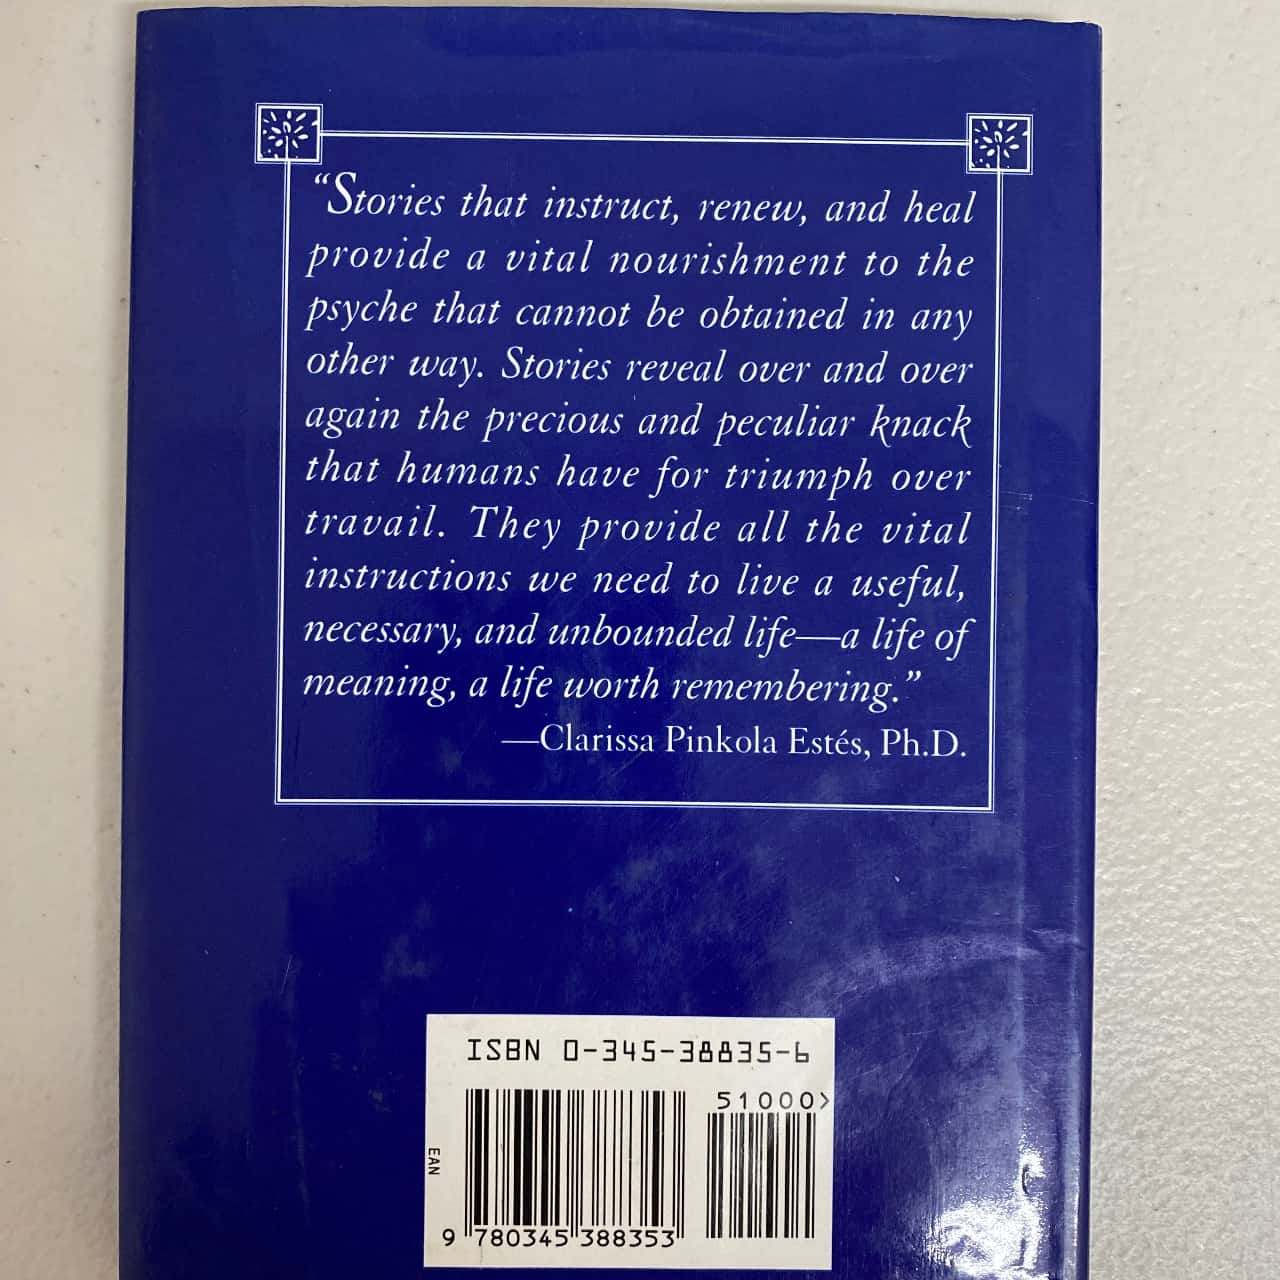 “Stories that instruct, renew, and heal
provide a vital nourishment to the
psyche that cannot be obtained in any
other way. Stories reveal over and over
again the precious and peculiar knack
that humans have for triumph over
travail. They provide all the vital
instructions we need to live a useful,
necessary, and unbounded life—a life of
meaning, a life worth remembering.”
—Clarissa Pinkola Estés, Ph.D.
ISBN 0-345-38835-6
51000>
EAN
9 780345 388353